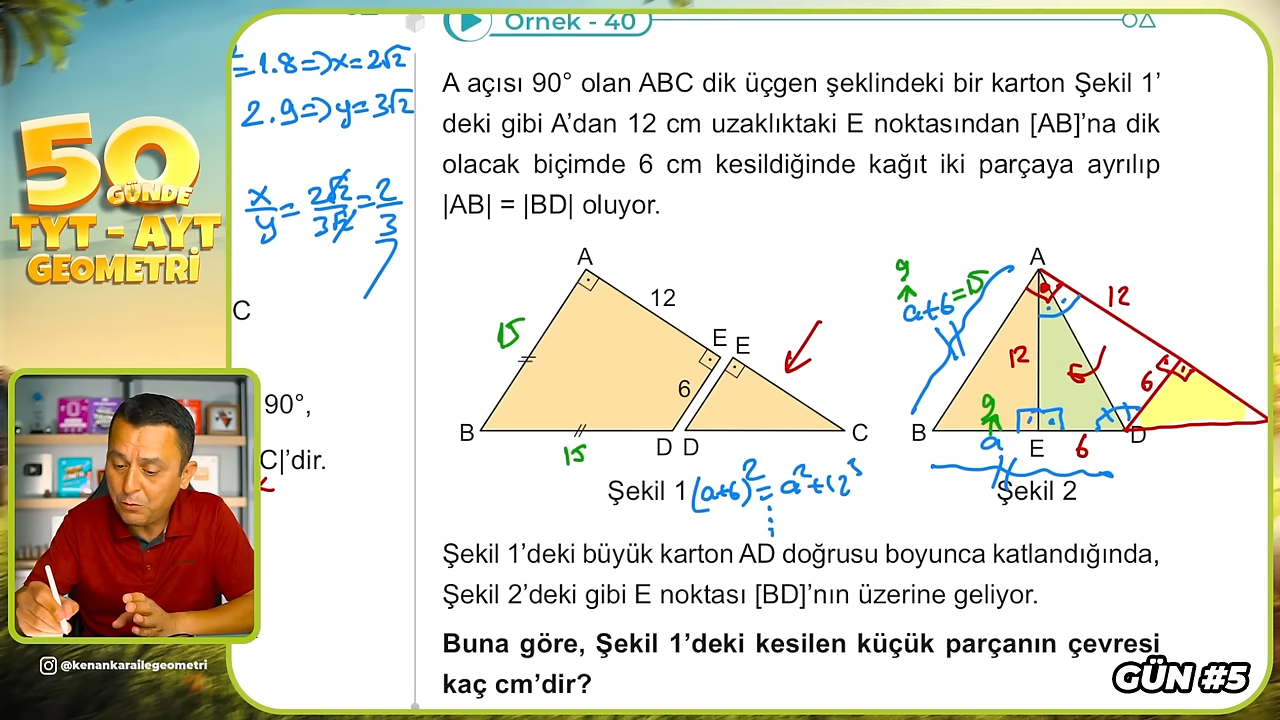 50
GÜNDE
TYT - AYT
GEOMETRİ
=1.8=>x=2√2
2.9=>y=3√2
x/y=2√2/3√2=2/3
C
90°,
C|'dir.
Örnek - 40
A açısı 90° olan ABC dik üçgen şeklindeki bir karton Şekil 1'
deki gibi A'dan 12 cm uzaklıktaki E noktasından [AB]'na dik
olacak biçimde 6 cm kesildiğinde kağıt iki parçaya ayrılıp
|AB| = |BD| oluyor.
A
12
15
E E
6
B
D D
C
15
Şekil 1
(a+6)²=a²+12²
A
9
a+6=15
12
12
6
9
a
B
E
6
D
Şekil 2
Şekil 1'deki büyük karton AD doğrusu boyunca katlandığında,
Şekil 2'deki gibi E noktası [BD]'nın üzerine geliyor.
Buna göre, Şekil 1'deki kesilen küçük parçanın çevresi
kaç cm'dir?
@kenankarailegeometri
GÜN #5